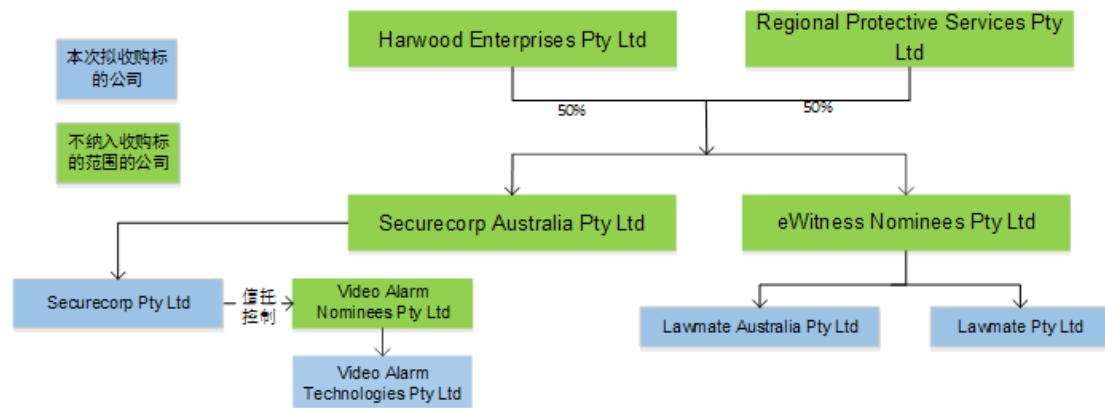 Harwood Enterprises Pty Ltd
Regional Protective Services Pty
Ltd
本次拟收购标
的公司
50%
50%
不纳入收购标
的范围的公司
Securecorp Australia Pty Ltd
eWitness Nominees Pty Ltd
Securecorp Pty Ltd
信托
控制
Video Alarm
Nominees Pty Ltd
Lawmate Australia Pty Ltd
Lawmate Pty Ltd
Video Alarm
Technologies Pty Ltd